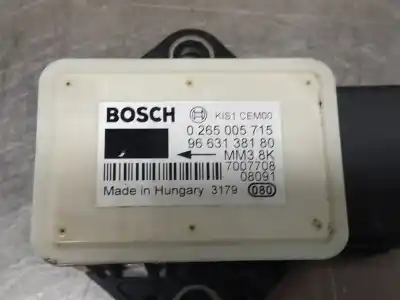 BOSCH KIS1 CEM00
0 265 005 715
96 631 381 80
MM3.8K
7007708
08091
Made in Hungary 3179 080